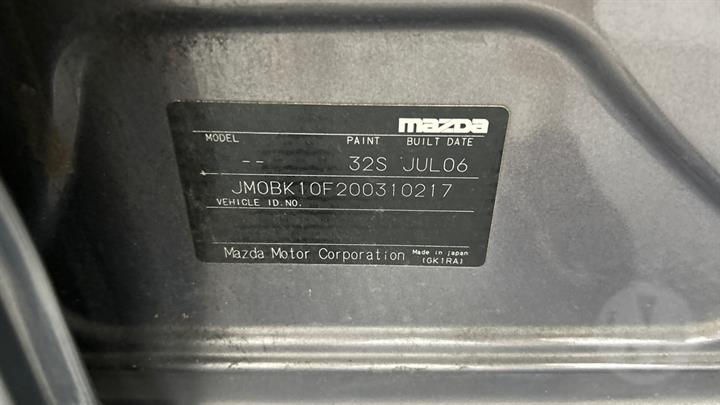 mazda
MODEL PAINT BUILT DATE
-- 32S JUL06
JM0BK10F200310217
VEHICLE ID.NO.
Mazda Motor Corporation Made in Japan
(GK1RA)